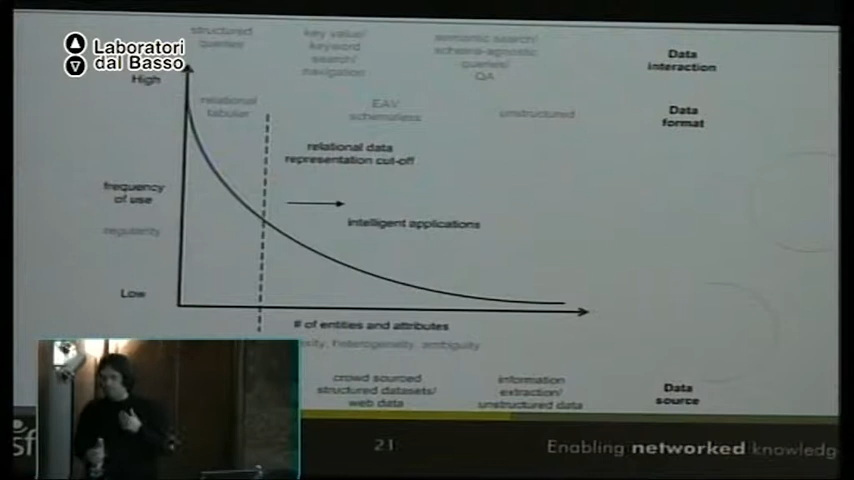 Laboratori
dal Basso
structured
queries
key value/
keyword
search/
navigation
semantic search/
schema-agnostic
queries/
QA
Data
interaction
High
relational
tabular
EAV
schemaless
unstructured
Data
format
relational data
representation cut-off
frequency
of use
intelligent applications
regularity
Low
# of entities and attributes
heterogeneity, ambiguity
crowd sourced
structured datasets/
web data
information
extraction/
unstructured data
Data
source
sf
21
Enabling networked knowledg